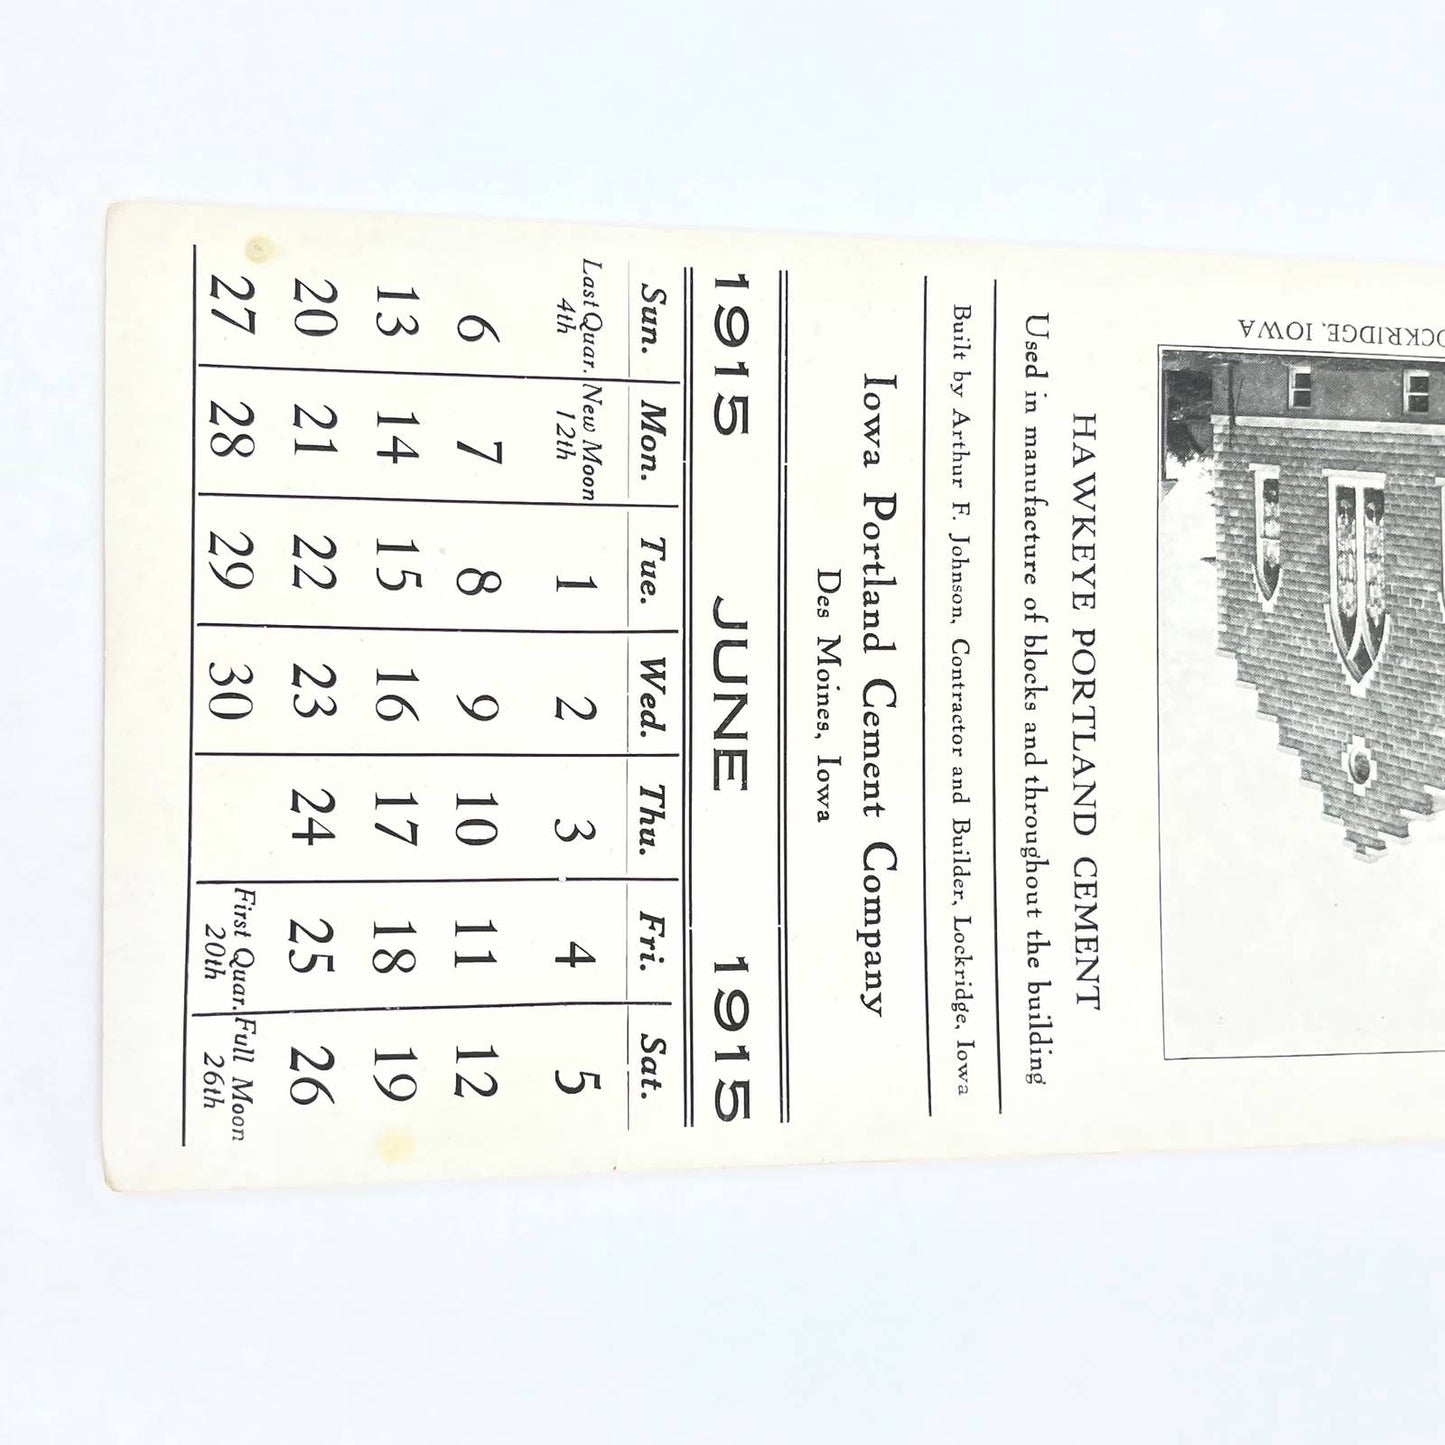 OCKRIDGE, IOWA
HAWKEYE PORTLAND CEMENT
Used in manufacture of blocks and throughout the building
Built by Arthur F. Johnson, Contractor and Builder, Lockridge, Iowa
Iowa Portland Cement Company
Des Moines, Iowa
1915 JUNE 1915
Sun. Mon. Tue. Wed. Thu. Fri. Sat.
Last Quar. 4th New Moon 12th 1 2 3 4 5
6 7 8 9 10 11 12
13 14 15 16 17 18 19
20 21 22 23 24 25 26
27 28 29 30 First Quar. 20th Full Moon 26th